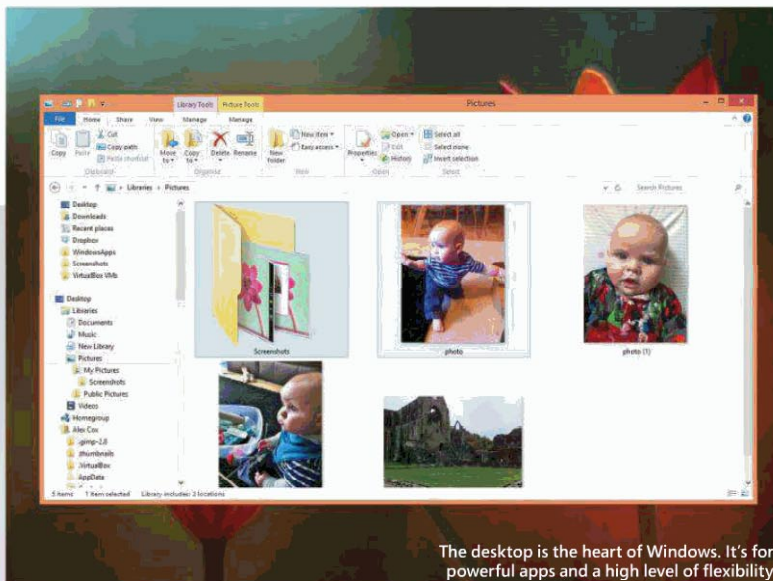 Library Tools Picture Tools Pictures
File Home Share View Manage Manage
Copy Paste Cut Copy path Paste shortcut
Move to Copy to Delete Rename
New folder New item Easy access
Properties Open Edit History
Select all Select none Invert selection
Clipboard Organise New Open Select
Libraries Pictures Search Pictures
Desktop
Downloads
Recent places
Dropbox
WindowsApps
Screenshots
VirtualBox VMs
Desktop
Libraries
Documents
Music
New Library
Pictures
My Pictures
Screenshots
Public Pictures
Videos
Homegroup
Alex Cox
.gimp-2.8
.thumbnails
.VirtualBox
AppData
Screenshots
photo
photo (1)
5 items 1 item selected Library includes: 2 locations
The desktop is the heart of Windows. It's for
powerful apps and a high level of flexibility